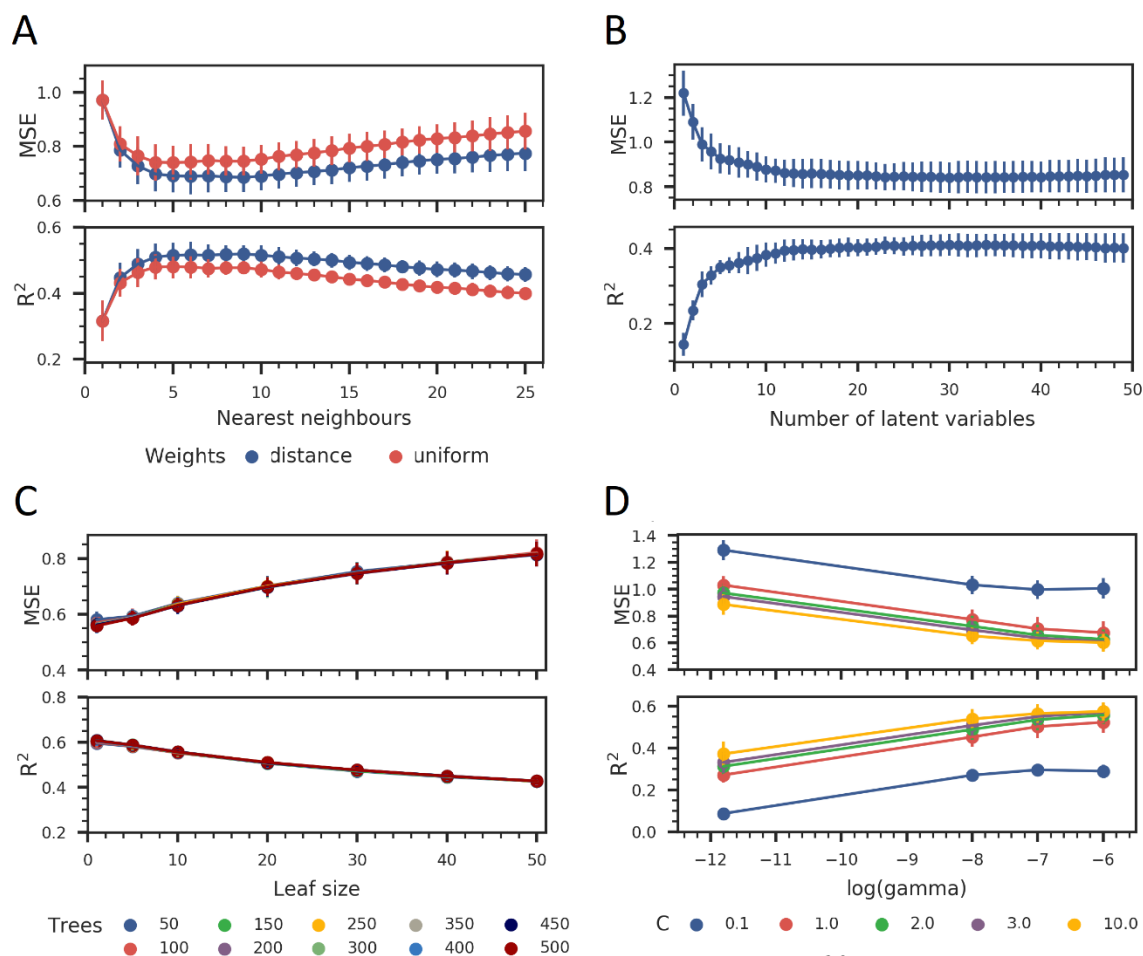 A
1.0
0.8
0.6
MSE
0.6
0.4
0.2
R²
0 5 10 15 20 25
Nearest neighbours
Weights distance uniform
B
1.2
1.0
0.8
MSE
0.4
0.2
R²
0 10 20 30 40 50
Number of latent variables
C
0.8
0.6
0.4
MSE
0.8
0.6
0.4
0.2
R²
0 10 20 30 40 50
Leaf size
Trees 50 150 250 350 450
100 200 300 400 500
D
1.4
1.2
1.0
0.8
0.6
0.4
MSE
0.6
0.4
0.2
0.0
R²
−12 −11 −10 −9 −8 −7 −6
log(gamma)
C 0.1 1.0 2.0 3.0 10.0